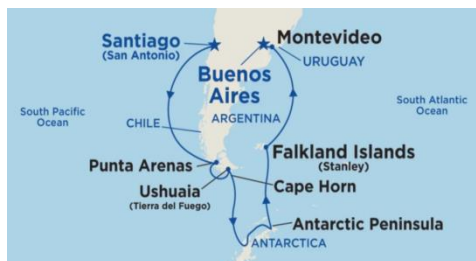 Santiago
(San Antonio)
Montevideo
URUGUAY
Buenos
Aires
South Pacific
Ocean
South Atlantic
Ocean
CHILE
ARGENTINA
Punta Arenas
Falkland Islands
(Stanley)
Ushuaia
(Tierra del Fuego)
Cape Horn
Antarctic Peninsula
ANTARCTICA